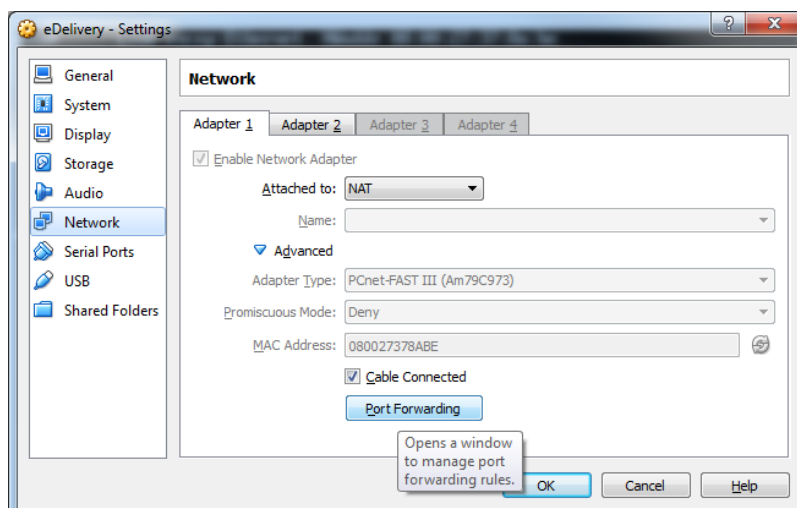 eDelivery - Settings
?
X
General
System
Display
Storage
Audio
Network
Serial Ports
USB
Shared Folders
Network
Adapter 1 Adapter 2 Adapter 3 Adapter 4
Enable Network Adapter
Attached to: NAT
Name:
Advanced
Adapter Type: PCnet-FAST III (Am79C973)
Promiscuous Mode: Deny
MAC Address: 080027378ABE
Cable Connected
Port Forwarding
Opens a window
to manage port
forwarding rules.
OK Cancel Help